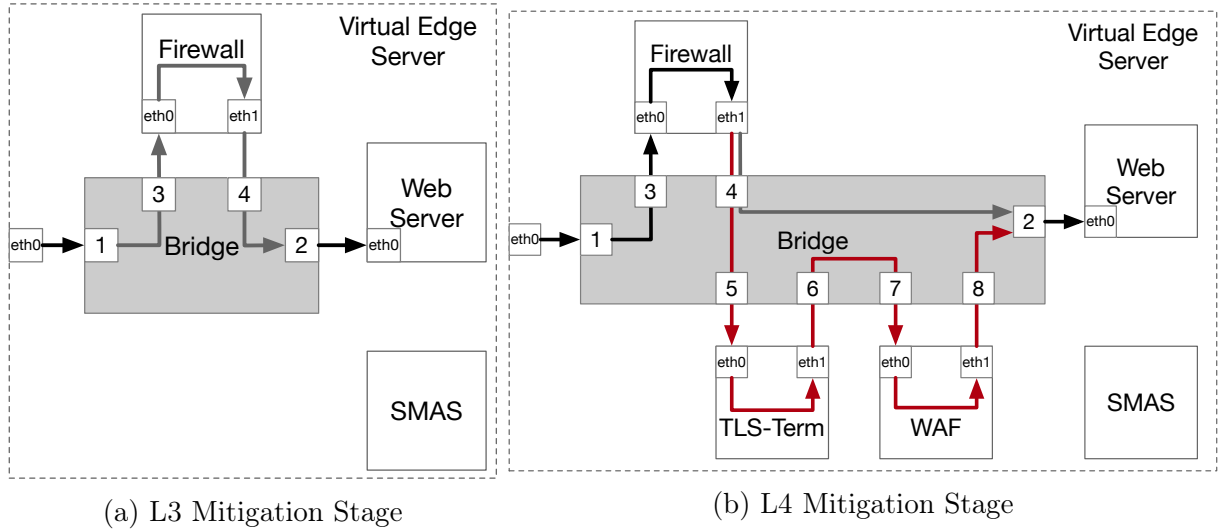 Virtual Edge
Server
Firewall
eth0
eth1
3
4
Web
Server
eth0
eth0
1
Bridge
2
SMAS
(a) L3 Mitigation Stage
Virtual Edge
Server
Firewall
eth0
eth1
3
4
Web
Server
eth0
eth0
1
2
Bridge
5
6
7
8
eth0
eth1
eth0
eth1
TLS-Term
WAF
SMAS
(b) L4 Mitigation Stage